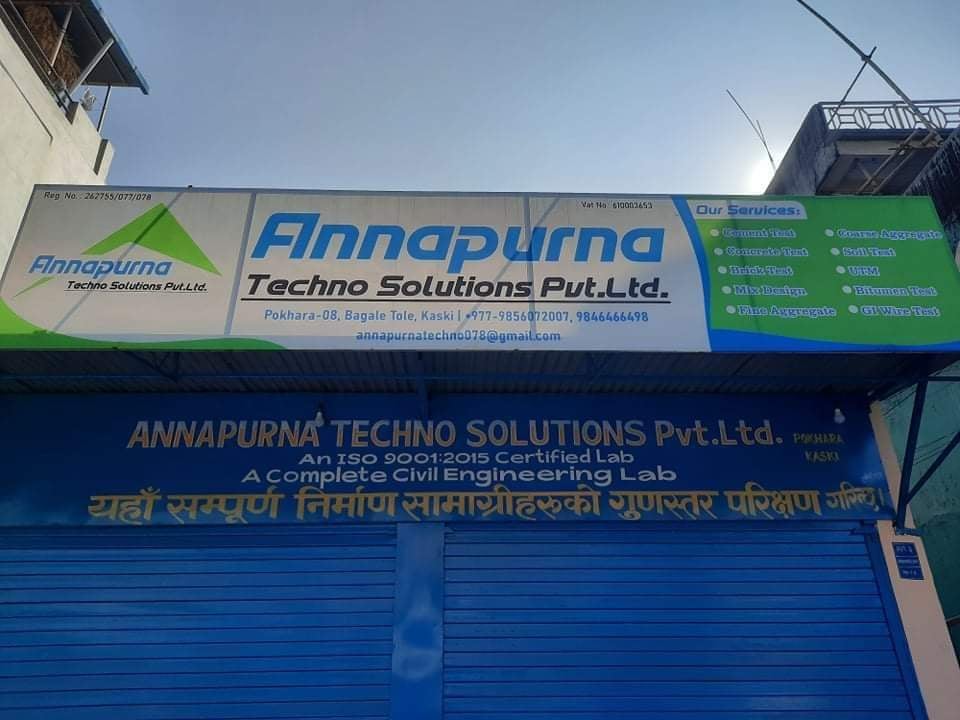 Reg. No. : 262755/077/078
Annapurna
Techno Solutions Pvt.Ltd.
Vat No : 610003653
Annapurna
Techno Solutions Pvt.Ltd.
Pokhara-08, Bagale Tole, Kaski | +977-9856072007, 9846466498
annapurnatechno078@gmail.com
Our Services:
Cement Test
Concrete Test
Brick Test
Mix Design
Fine Aggregate
Coarse Aggregate
Soil Test
UTM
Bitumen Test
GI Wire Test
ANNAPURNA TECHNO SOLUTIONS Pvt.Ltd.
POKHARA
KASKI
An ISO 9001:2015 Certified Lab
A Complete Civil Engineering Lab
यहाँ सम्पूर्ण निर्माण सामाग्रीहरुको गुणस्तर परिक्षण गरिन्छ।